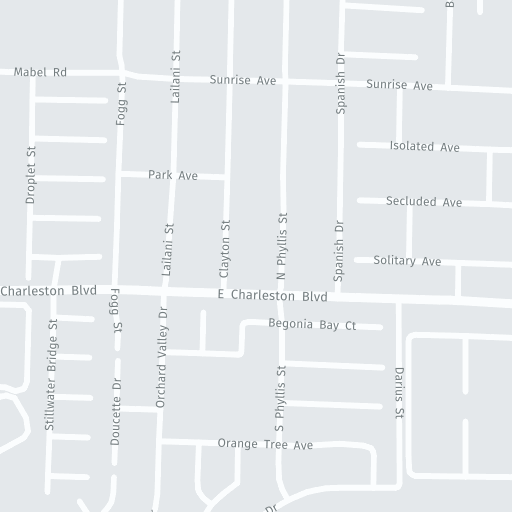 B
Mabel Rd
Sunrise Ave
Lailani St
Spanish Dr
Sunrise Ave
Fogg St
Isolated Ave
Droplet St
Park Ave
Secluded Ave
Lailani St
Clayton St
N Phyllis St
Spanish Dr
Solitary Ave
Charleston Blvd
E Charleston Blvd
Fogg St
Begonia Bay Ct
Stillwater Bridge St
Orchard Valley Dr
Doucette Dr
S Phyllis St
Darius St
Orange Tree Ave
Dr